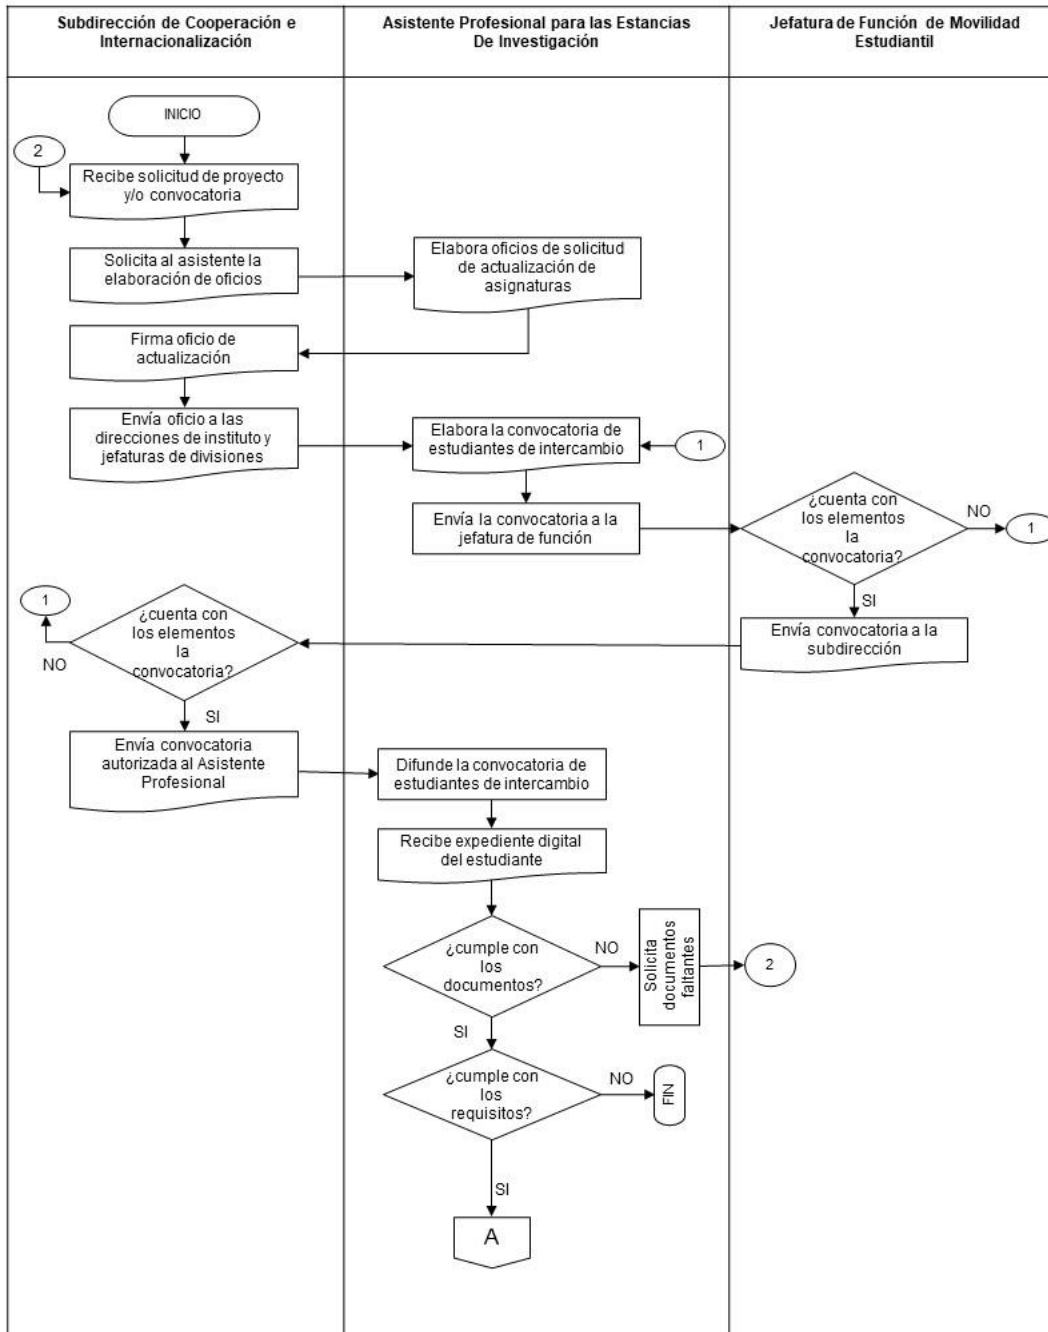 Subdirección de Cooperación e
Internacionalización
Asistente Profesional para las Estancias
De Investigación
Jefatura de Función de Movilidad
Estudiantil
INICIO
2
Recibe solicitud de proyecto
y/o convocatoria
Solicita al asistente la
elaboración de oficios
Elabora oficios de solicitud
de actualización de
asignaturas
Firma oficio de
actualización
Envía oficio a las
direcciones de instituto y
jefaturas de divisiones
Elabora la convocatoria de
estudiantes de intercambio
1
Envía la convocatoria a la
jefatura de función
¿cuenta con
los elementos
la
convocatoria?
NO
1
SI
Envía convocatoria a la
subdirección
1
¿cuenta con
los elementos
la
convocatoria?
NO
SI
Envía convocatoria
autorizada al Asistente
Profesional
Difunde la convocatoria de
estudiantes de intercambio
Recibe expediente digital
del estudiante
¿cumple con
los
documentos?
NO
Solicita
documentos
faltantes
2
SI
¿cumple con
los
requisitos?
NO
FIN
SI
A